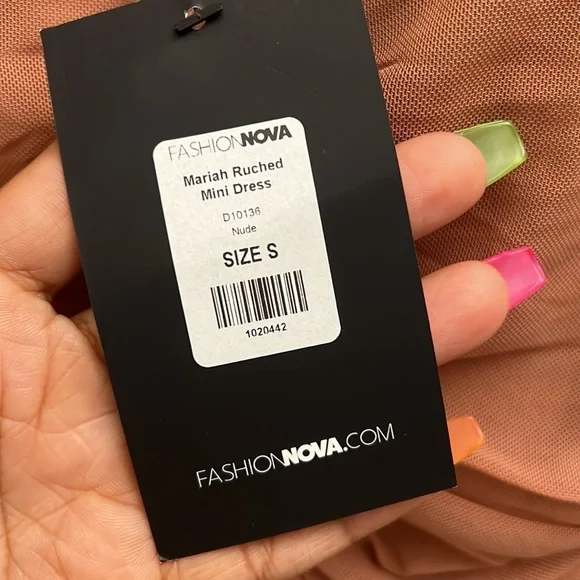 FASHIONNOVA
Mariah Ruched
Mini Dress
D10136
Nude
SIZE S
1020442
FASHIONNOVA.COM